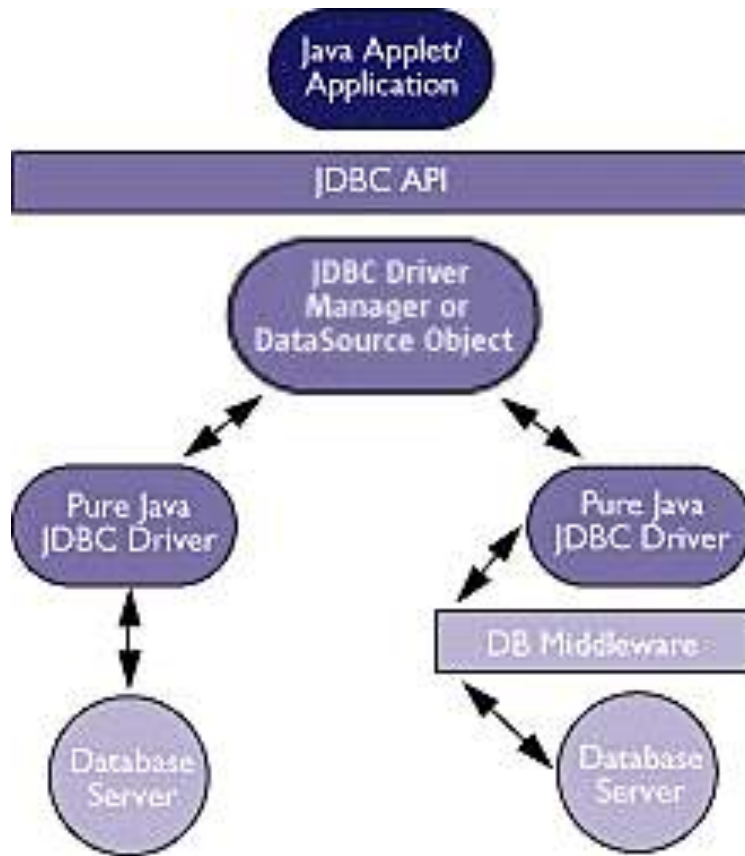 Java Applet/
Application
JDBC API
JDBC Driver
Manager or
DataSource Object
Pure Java
JDBC Driver
Pure Java
JDBC Driver
DB Middleware
Database
Server
Database
Server